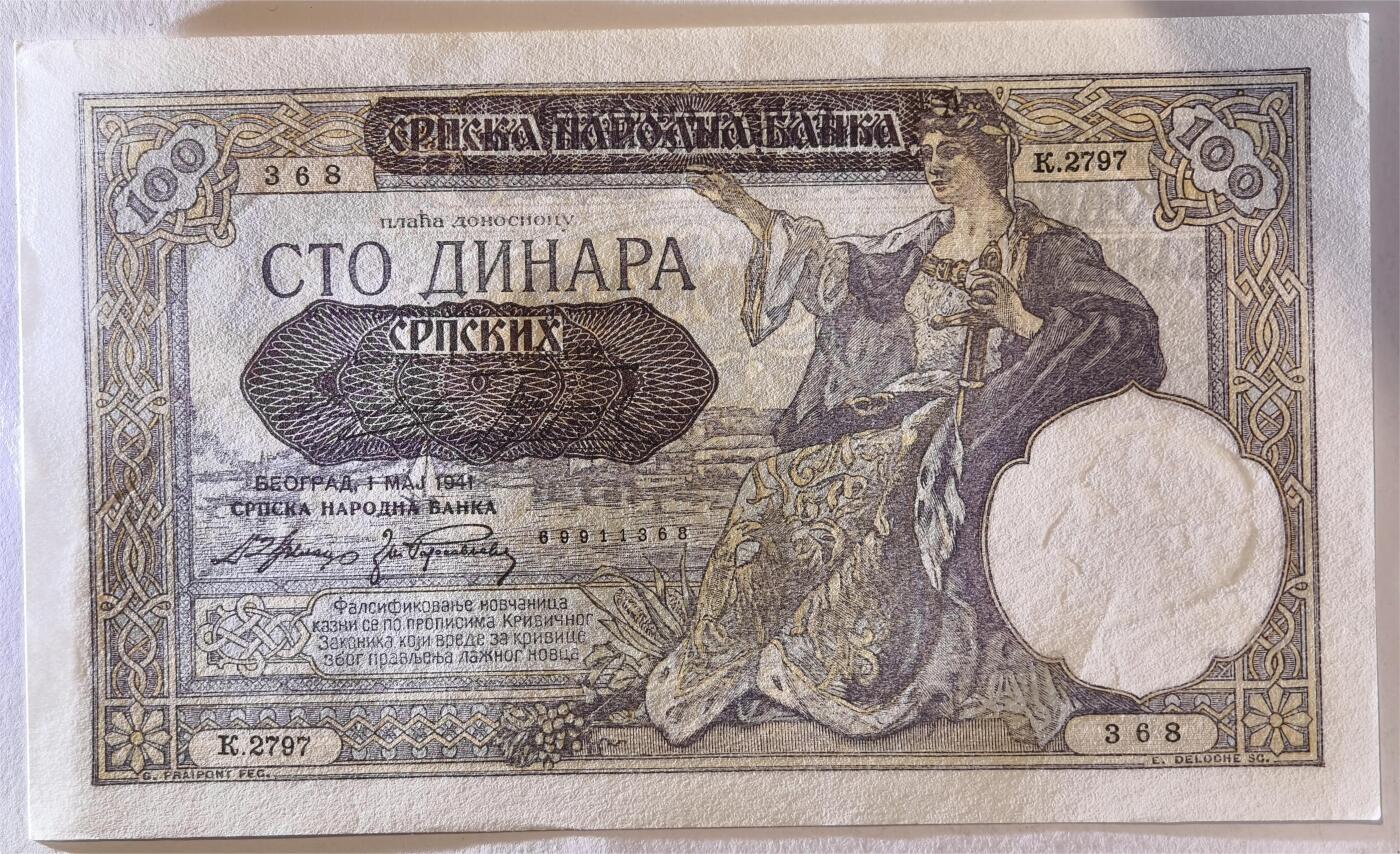 СРПСКА НАРОДНА БАНКА
100
368
К.2797
100
плаћа доносиоцу
СТО ДИНАРА
СРПСКИХ
БЕОГРАД, 1 МАЈ 1941
СРПСКА НАРОДНА БАНКА
69911368
Фалсификовање новчаница
казни се по прописима Кривичног
Законика који вреде за кривице
због прављења лажног новца
К.2797
368
G. FRAIPONT FEC.
E. DELOCHE SC.